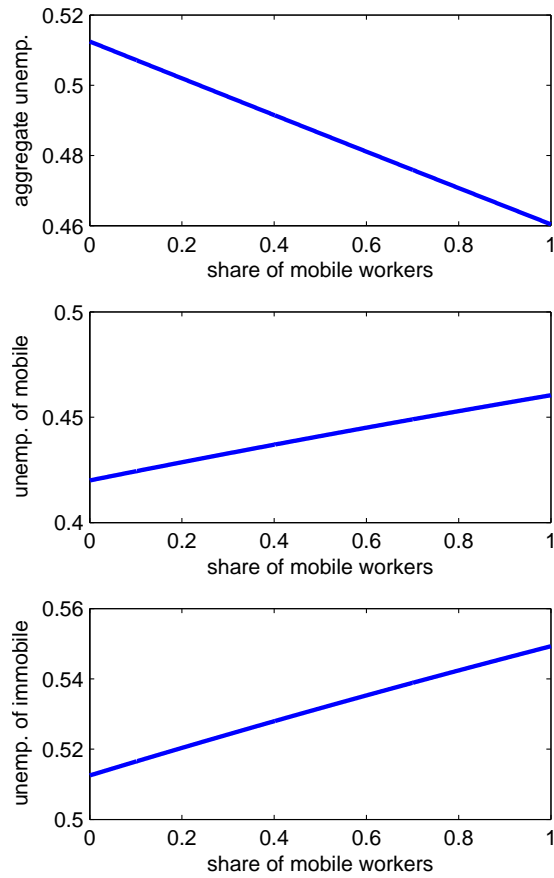 0.52
0.5
0.48
0.46
aggregate unemp.
0 0.2 0.4 0.6 0.8 1
share of mobile workers
0.5
0.45
0.4
unemp. of mobile
0 0.2 0.4 0.6 0.8 1
share of mobile workers
0.56
0.54
0.52
0.5
unemp. of immobile
0 0.2 0.4 0.6 0.8 1
share of mobile workers